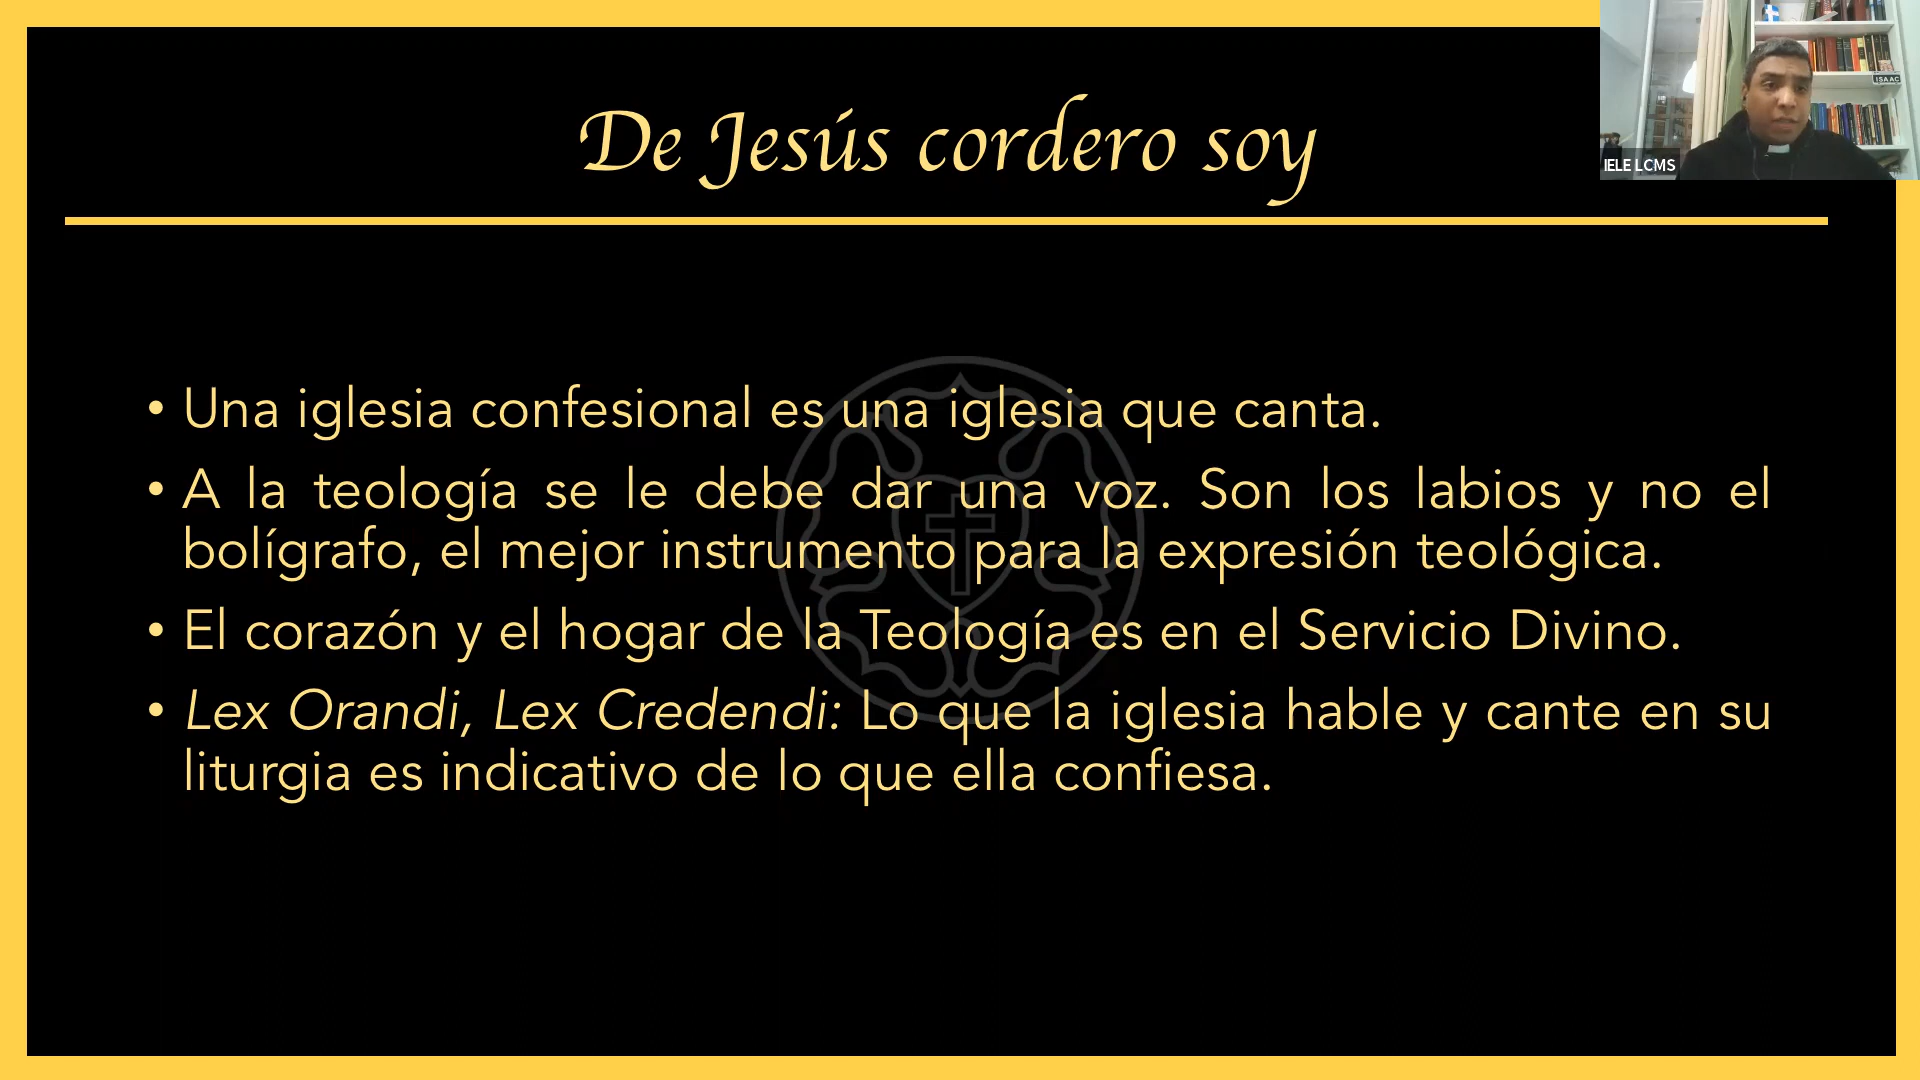 De Jesús cordero soy
IELE LCMS
ISAAC
• Una iglesia confesional es una iglesia que canta.
• A la teología se le debe dar una voz. Son los labios y no el
bolígrafo, el mejor instrumento para la expresión teológica.
• El corazón y el hogar de la Teología es en el Servicio Divino.
• Lex Orandi, Lex Credendi: Lo que la iglesia hable y cante en su
liturgia es indicativo de lo que ella confiesa.